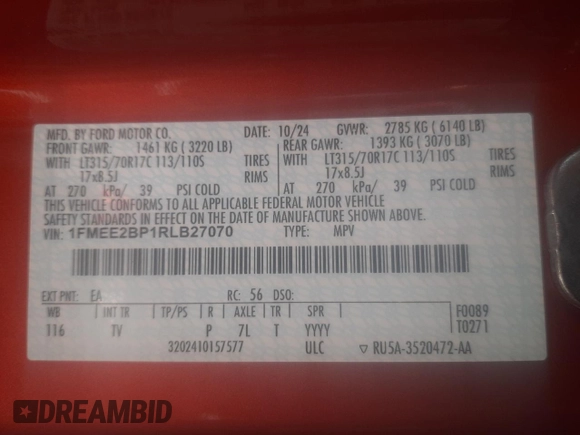 MFD. BY FORD MOTOR CO. DATE: 10/24 GVWR: 2785 KG ( 6140 LB)
FRONT GAWR: 1461 KG ( 3220 LB) REAR GAWR: 1393 KG ( 3070 LB)
WITH LT315/70R17C 113/110S TIRES WITH LT315/70R17C 113/110S TIRES
17x8.5J RIMS 17x8.5J
AT 270 kPa/ 39 PSI COLD AT 270 kPa/ 39 PSI COLD
THIS VEHICLE CONFORMS TO ALL APPLICABLE FEDERAL MOTOR VEHICLE
SAFETY STANDARDS IN EFFECT ON THE DATE OF MANUFACTURE SHOWN ABOVE.
VIN: 1FMEE2BP1RLB27070 TYPE: MPV
EXT PNT: EA RC: 56 DSO:
WB INT TR TP/PS R AXLE TR SPR F0089
116 TV P 7L T YYYY T0271
3202410157577 ULC ▽ RU5A-3520472-AA
DREAMBID